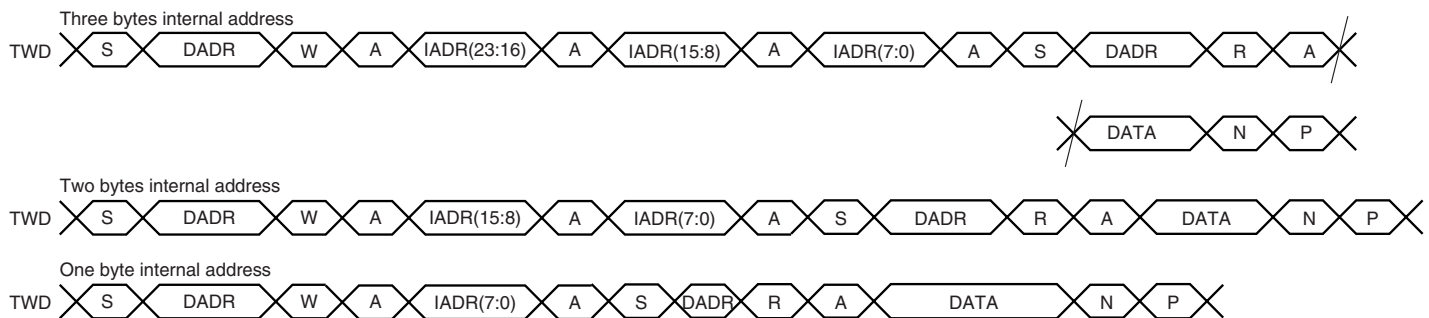 Three bytes internal address
TWD S DADR W A IADR(23:16) A IADR(15:8) A IADR(7:0) A S DADR R A
DATA N P
Two bytes internal address
TWD S DADR W A IADR(15:8) A IADR(7:0) A S DADR R A DATA N P
One byte internal address
TWD S DADR W A IADR(7:0) A S DADR R A DATA N P